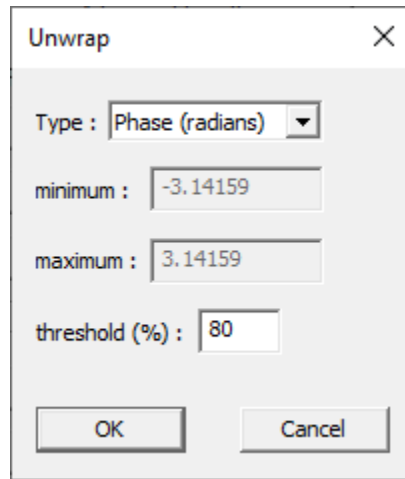 Unwrap
Type : Phase (radians)
minimum : -3.14159
maximum : 3.14159
threshold (%) : 80
OK Cancel